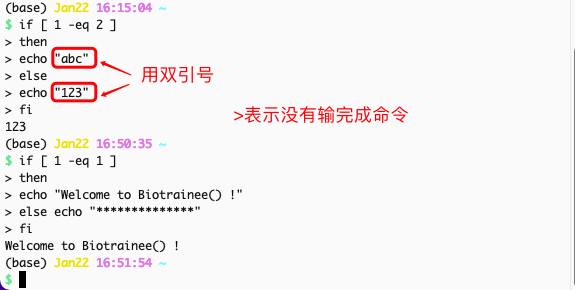 (base) Jan22 16:15:04 ~
$ if [ 1 -eq 2 ]
> then
> echo "abc"
> else
用双引号
> echo "123"
> fi
>表示没有输完成命令
123
(base) Jan22 16:50:35 ~
$ if [ 1 -eq 1 ]
> then
> echo "Welcome to Biotrainee() !"
> else echo "**************"
> fi
Welcome to Biotrainee() !
(base) Jan22 16:51:54 ~
$